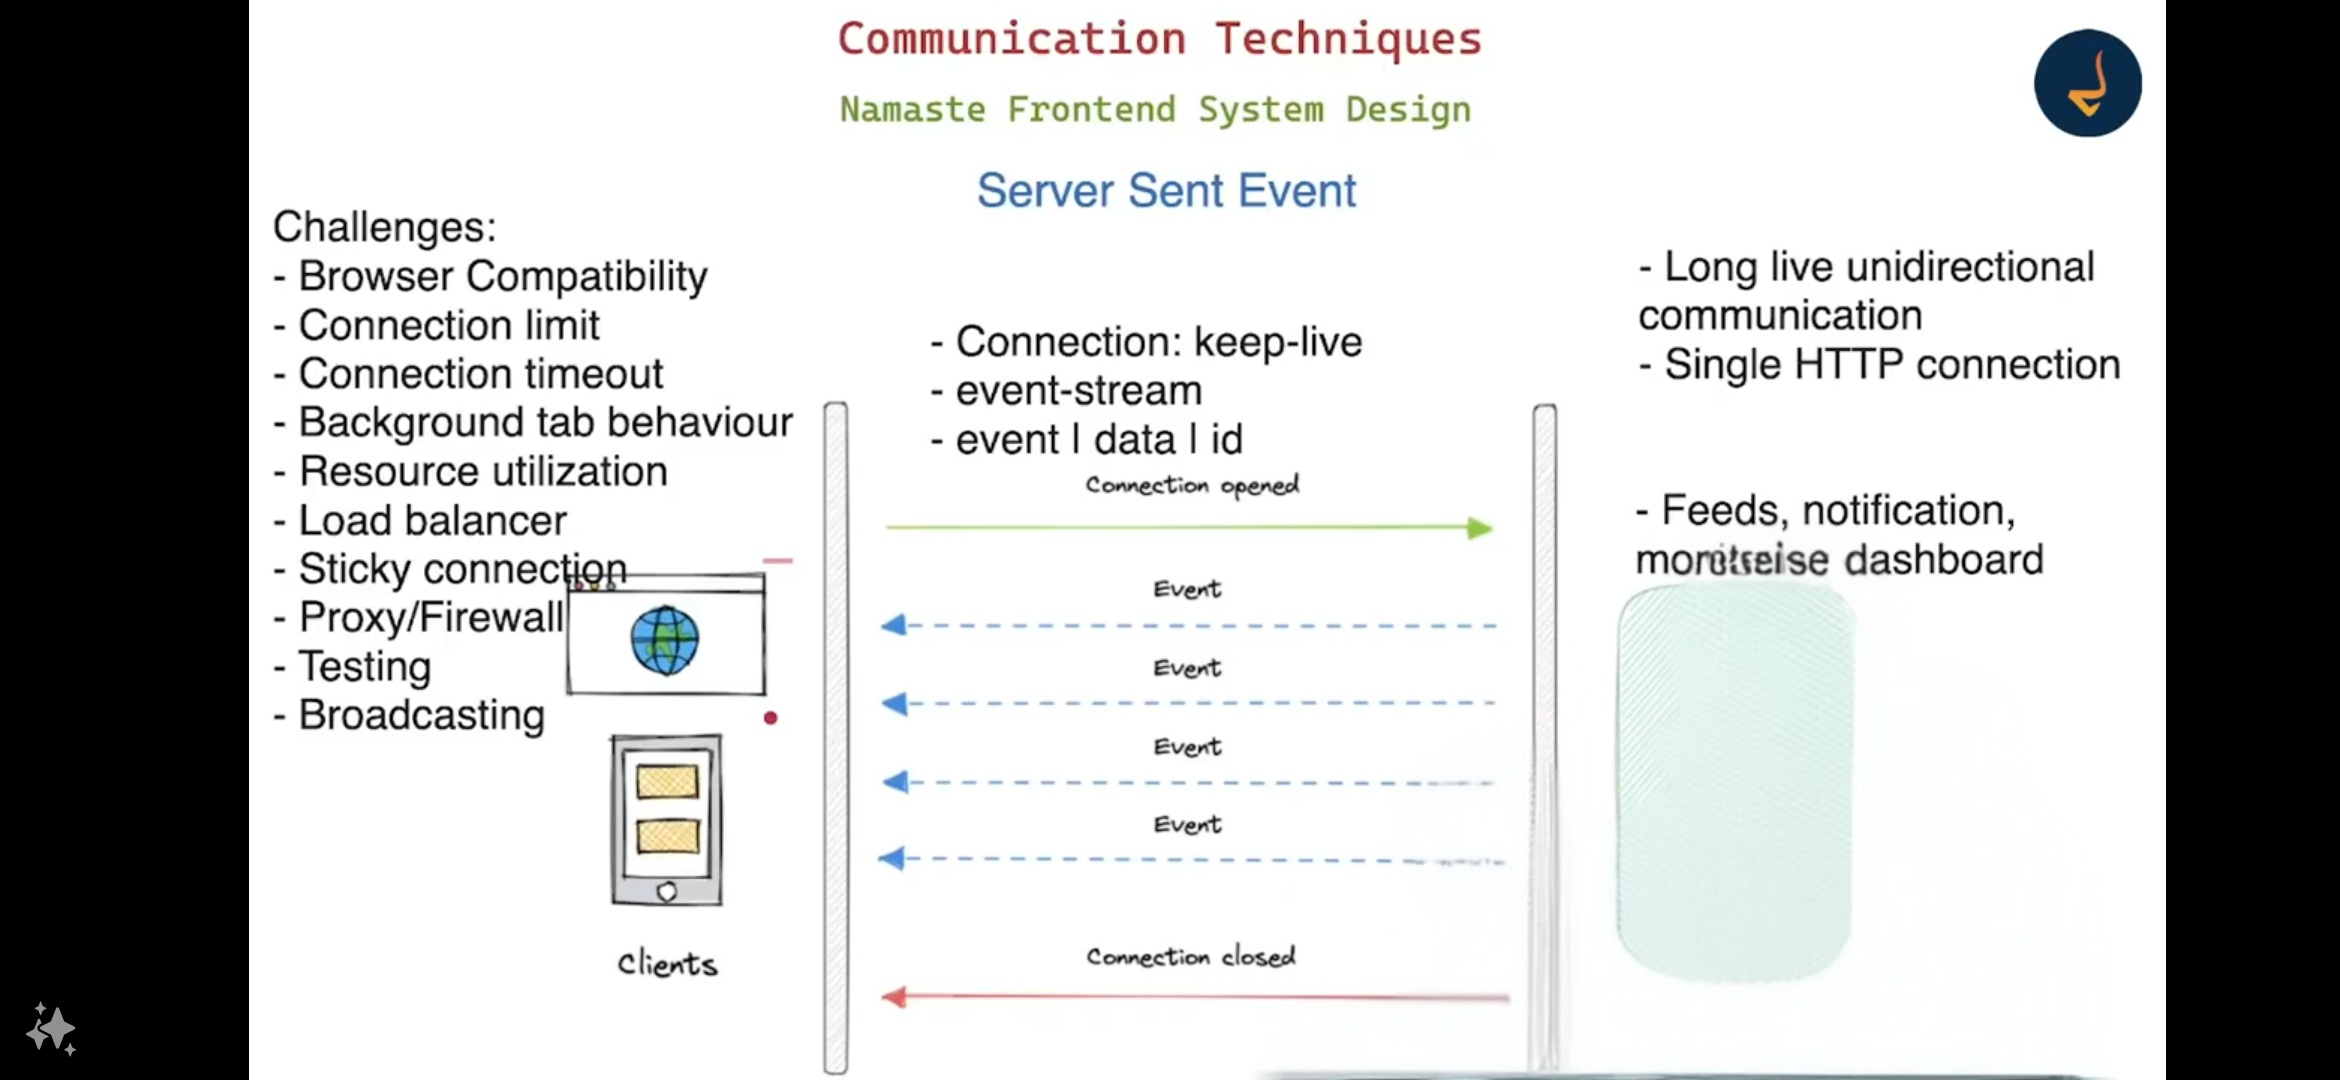 Communication Techniques
Namaste Frontend System Design
Server Sent Event
Challenges:
- Browser Compatibility
- Connection limit
- Connection timeout
- Background tab behaviour
- Resource utilization
- Load balancer
- Sticky connection
- Proxy/Firewall
- Testing
- Broadcasting
Clients
- Connection: keep-live
- event-stream
- event | data | id
Connection opened
Event
Event
Event
Event
Connection closed
- Long live unidirectional
communication
- Single HTTP connection
- Feeds, notification,
dashboard